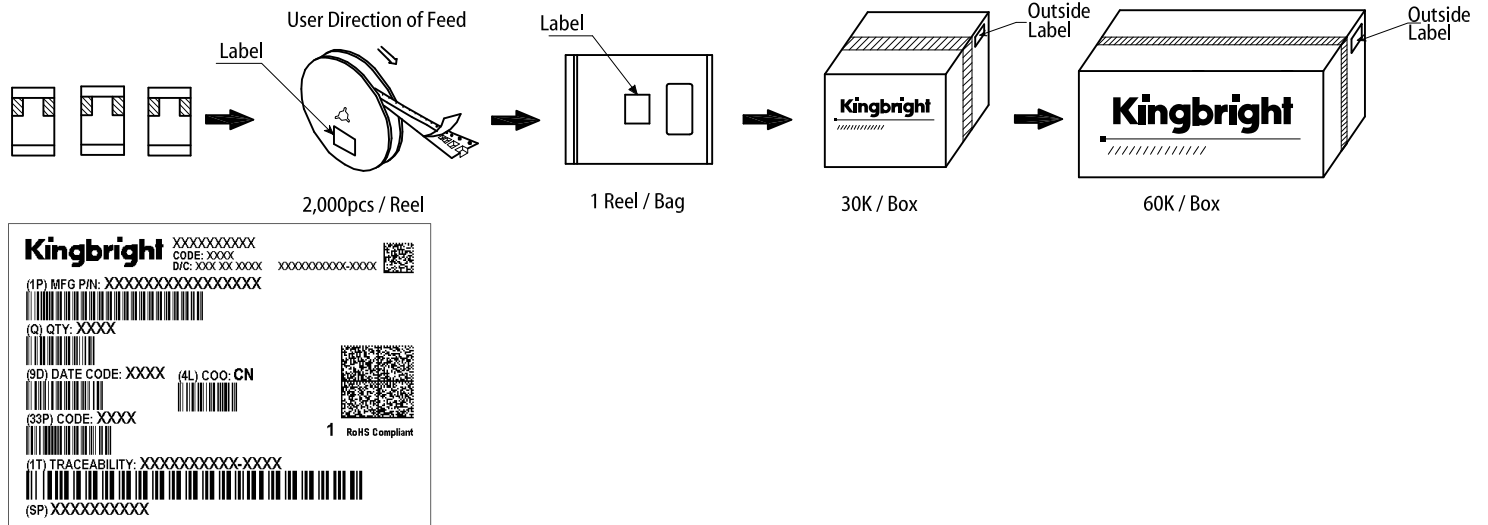 User Direction of Feed
Label
Label
Outside
Label
Outside
Label
Kingbright
Kingbright
2,000pcs / Reel
1 Reel / Bag
30K / Box
60K / Box
Kingbright
XXXXXXXXXX
CODE: XXXX
D/C: XXX XX XXXX XXXXXXXXXX-XXXX
(1P) MFG P/N: XXXXXXXXXXXXXXXX
(Q) QTY: XXXX
(9D) DATE CODE: XXXX (4L) COO: CN
(33P) CODE: XXXX
1 RoHS Compliant
(1T) TRACEABILITY: XXXXXXXXXX-XXXX
(SP) XXXXXXXXXX